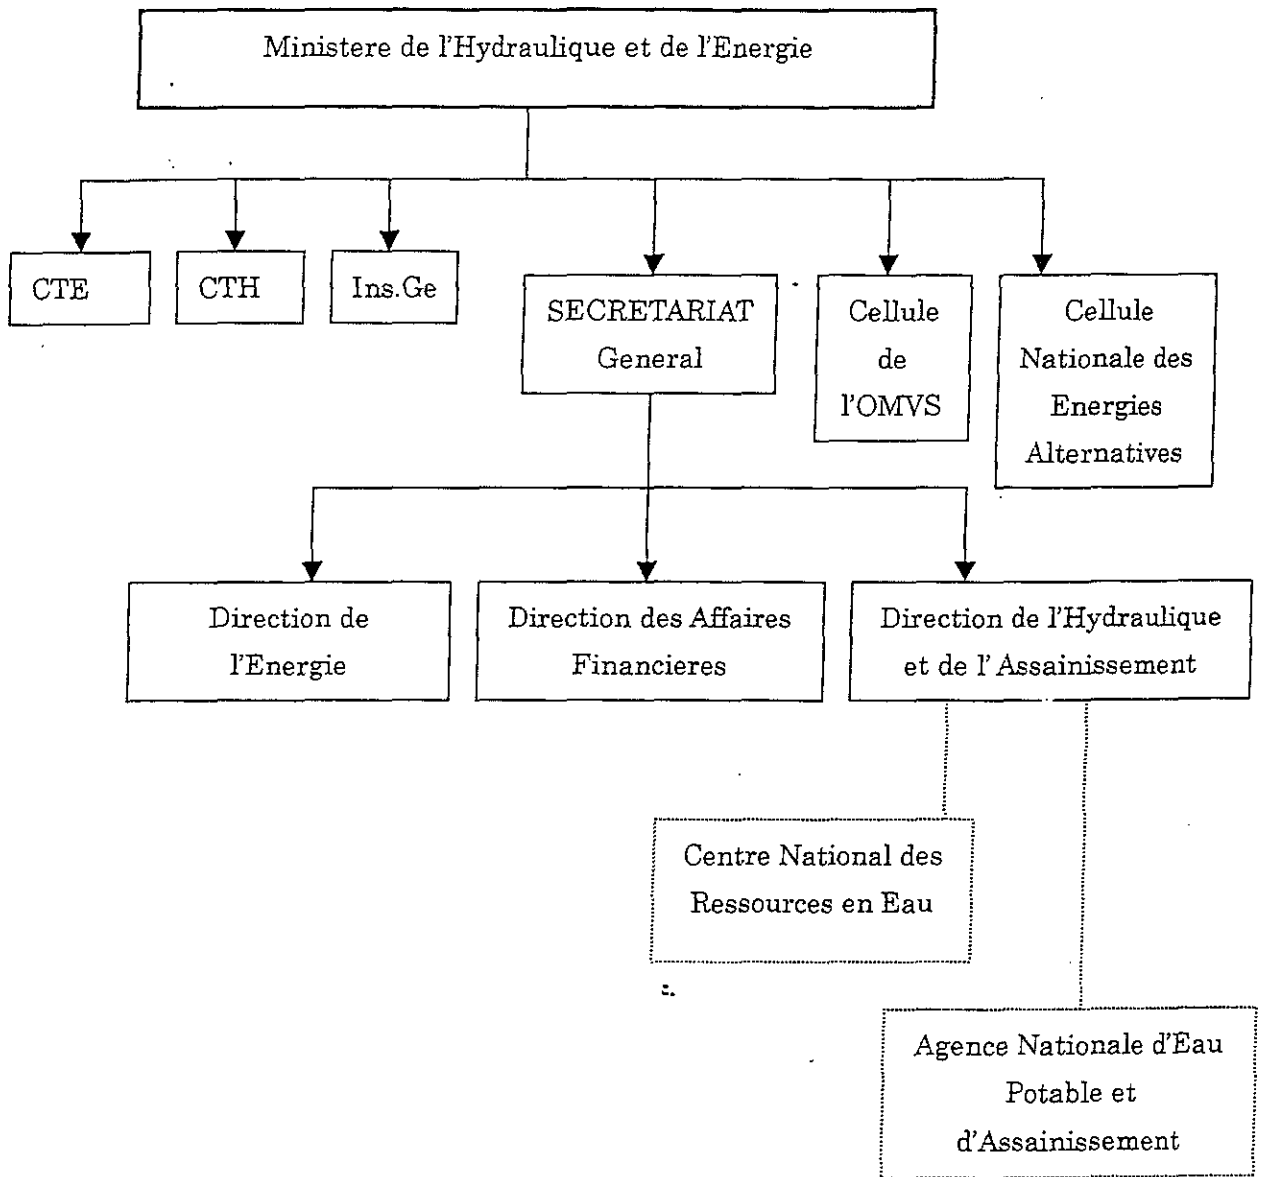 Ministere de l'Hydraulique et de l'Energie
CTE
CTH
Ins.Ge
SECRETARIAT
General
Cellule
de
l'OMVS
Cellule
Nationale des
Energies
Alternatives
Direction de
l'Energie
Direction des Affaires
Financieres
Direction de l'Hydraulique
et de l'Assainissement
Centre National des
Ressources en Eau
Agence Nationale d'Eau
Potable et
d'Assainissement